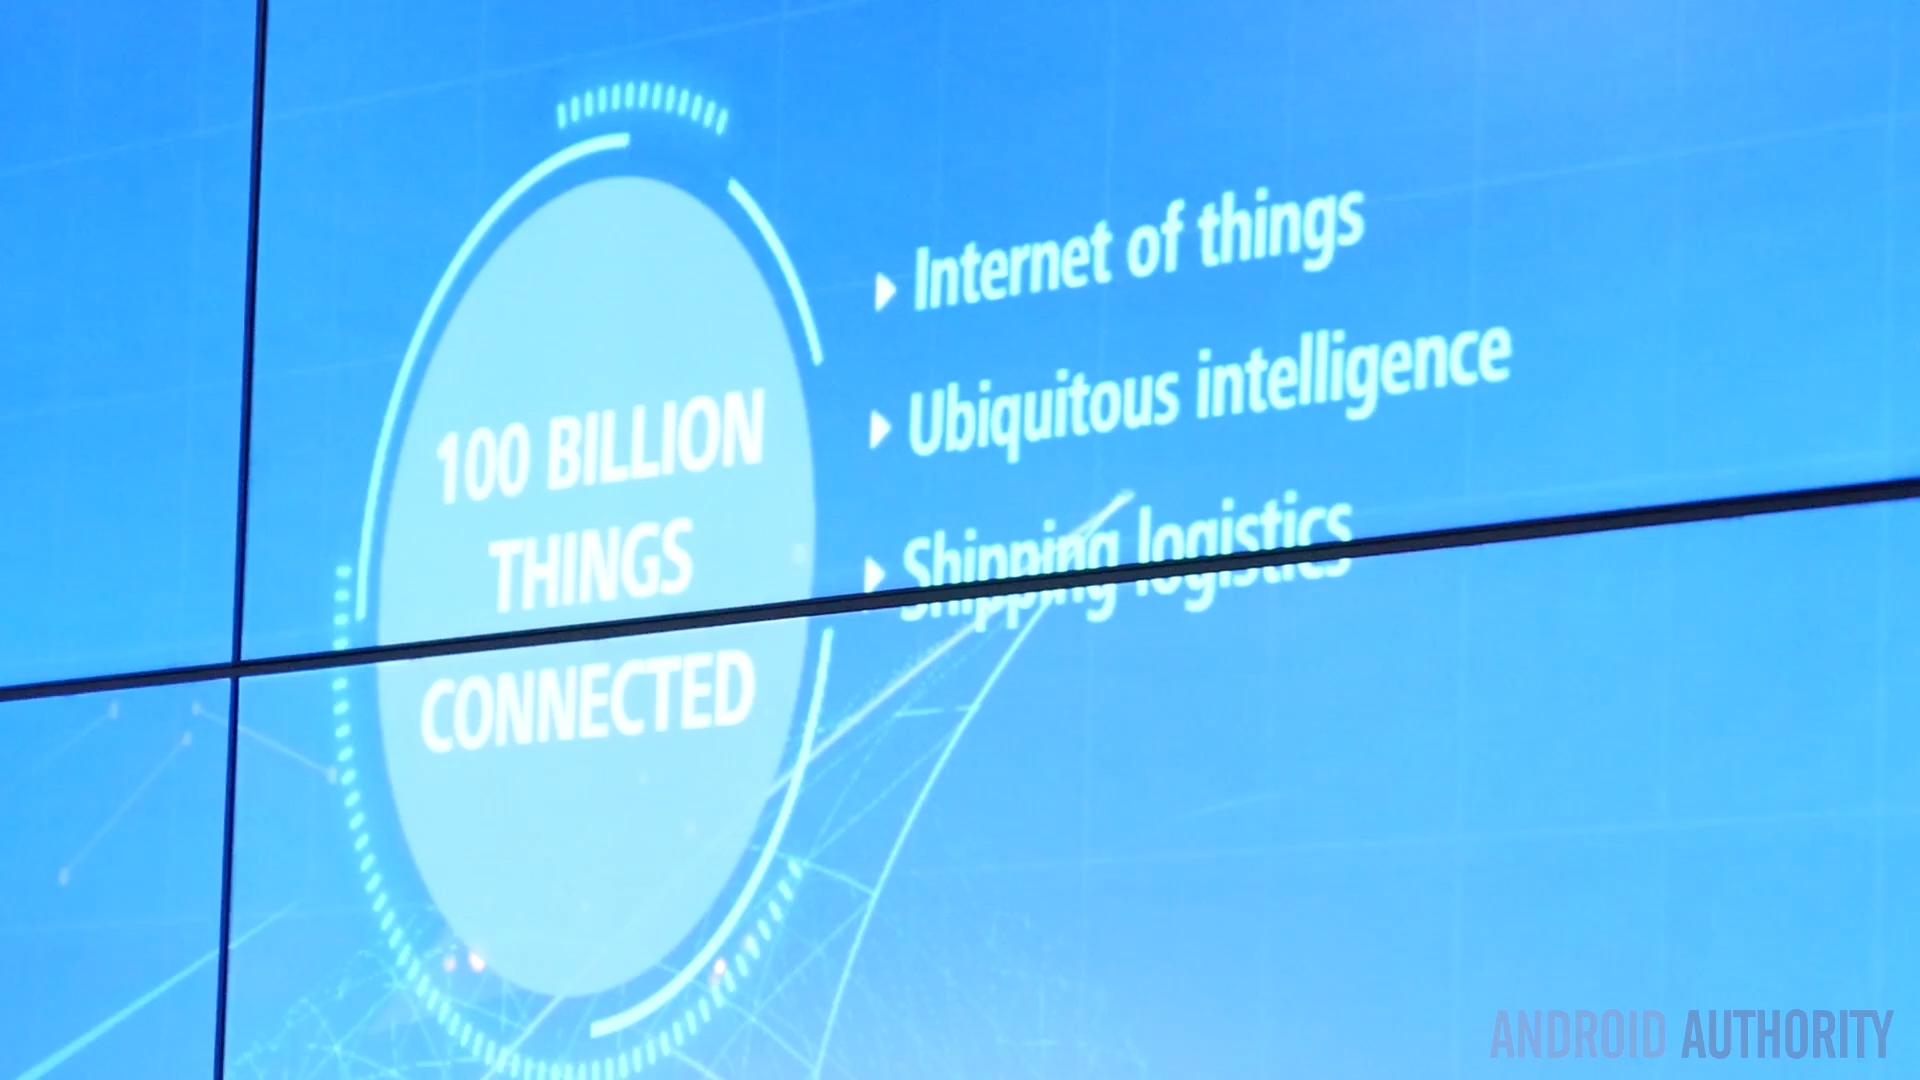 100 BILLION
THINGS
CONNECTED
Internet of things
Ubiquitous intelligence
Shipping logistics
ANDROID AUTHORITY